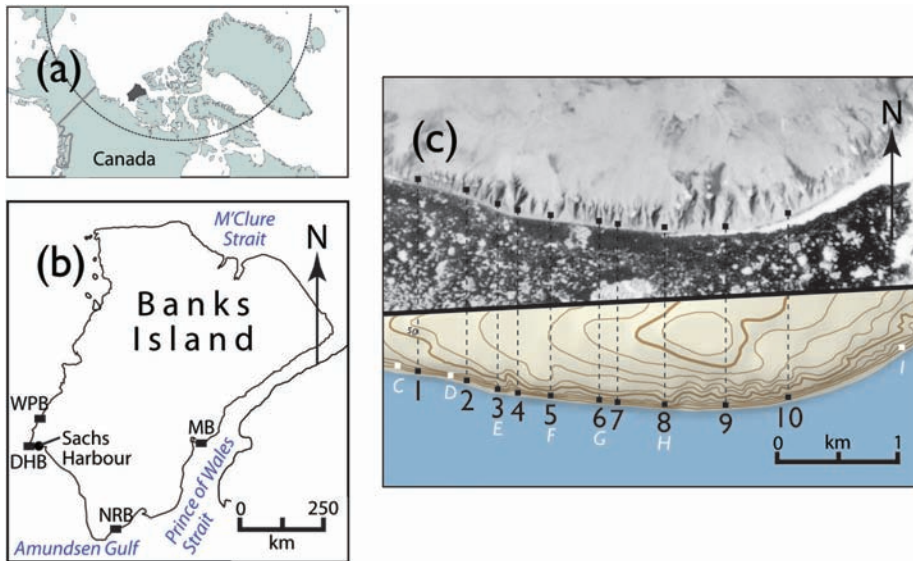 (a)
Canada
(b)
M'Clure
Strait
N
Banks
Island
WPB
Sachs
Harbour
DHB
MB
NRB
Prince of Wales
Strait
Amundsen Gulf
0 250
km
(c)
N
50
C 1 D 2 3 4 5 6 7 8 9 10 I
E F G H
0 km 1